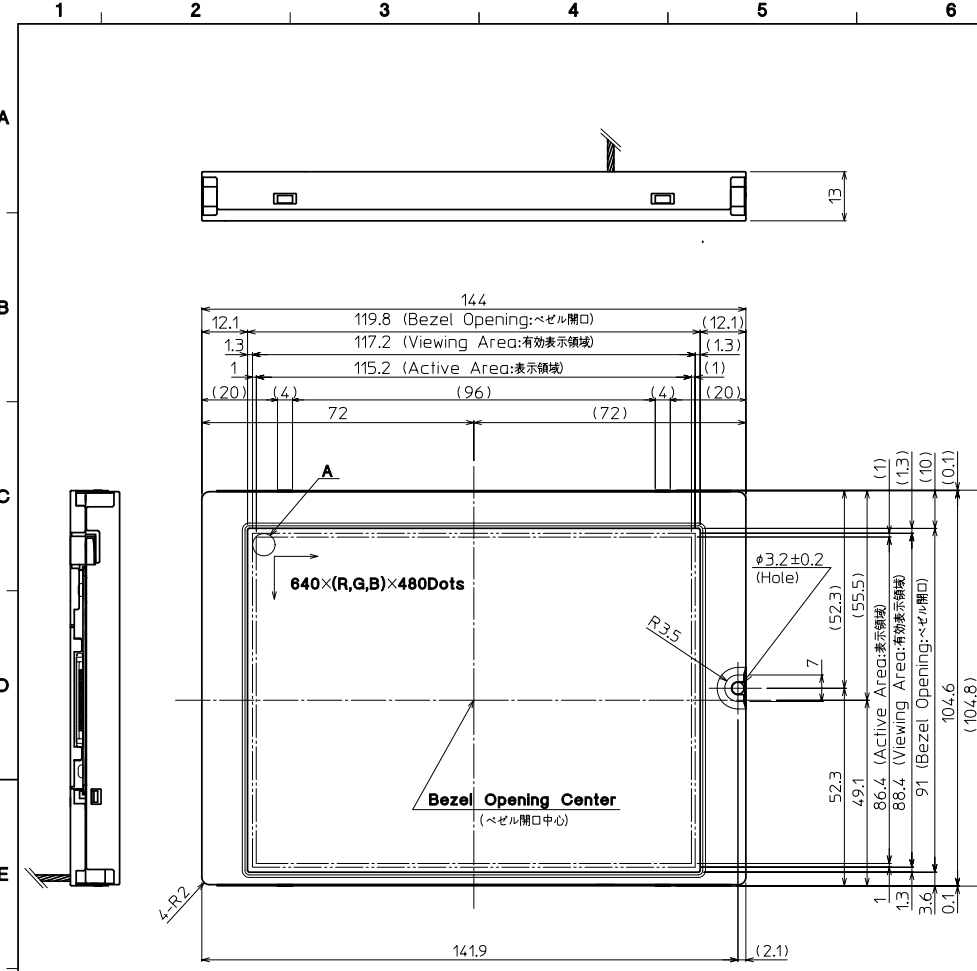 1 2 3 4 5 6
A
13
B
144
12.1 119.8 (Bezel Opening:ベゼル開口) (12.1)
1.3 117.2 (Viewing Area:有効表示領域) (1.3)
1 115.2 (Active Area:表示領域) (1)
(20) (4) (96) (4) (20)
72 (72)
C
A
(1) (1.3) (10) (0.1)
640×(R,G,B)×480Dots
φ3.2±0.2
(Hole)
R3.5
D
7
(52.3)
(55.5)
52.3
49.1
86.4 (Active Area:表示領域)
88.4 (Viewing Area:有効表示領域)
91 (Bezel Opening:ベゼル開口)
104.6
(104.8)
Bezel Opening Center
(ベゼル開口中心)
E
1 1.3 3.6 0.1
4-R2
141.9 (2.1)